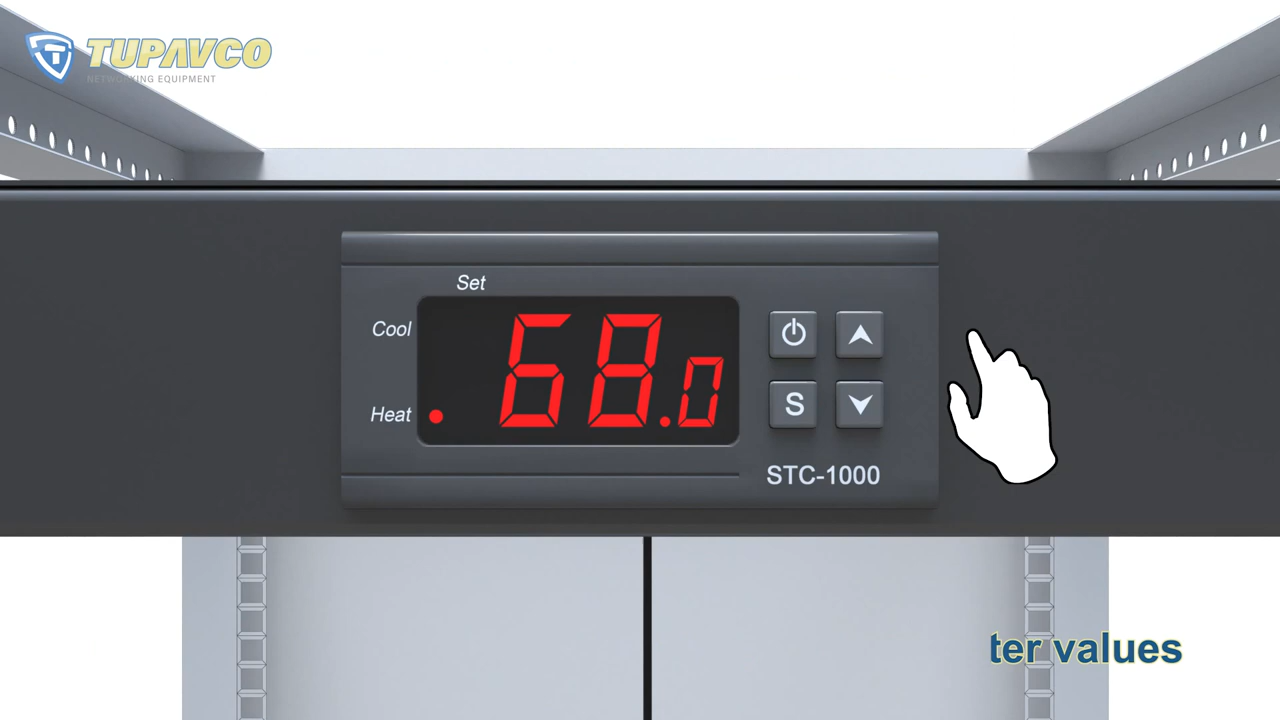 TUPAVCO
NETWORKING EQUIPMENT
Set
Cool
68.0
Heat
S
STC-1000
ter values